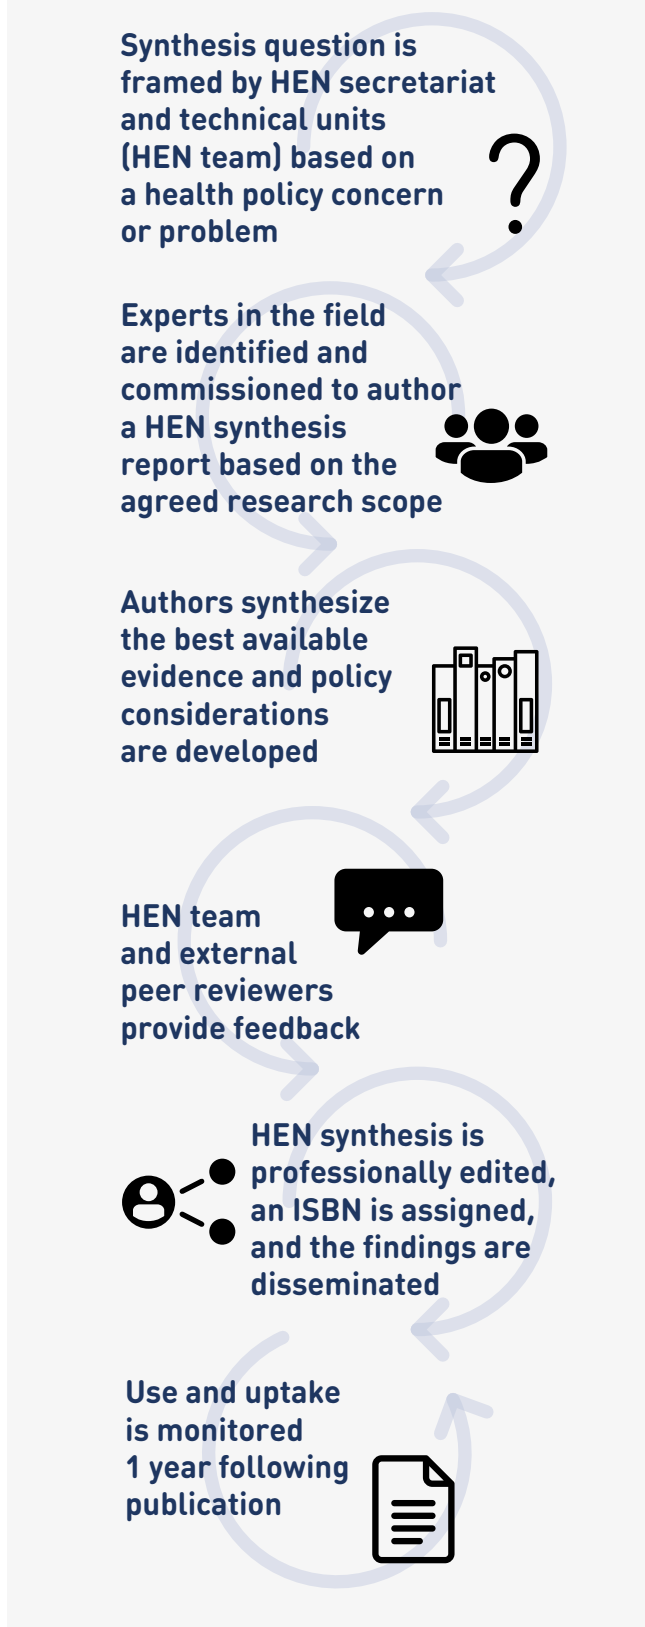 Synthesis question is
framed by HEN secretariat
and technical units
(HEN team) based on
a health policy concern
or problem
Experts in the field
are identified and
commissioned to author
a HEN synthesis
report based on the
agreed research scope
Authors synthesize
the best available
evidence and policy
considerations
are developed
HEN team
and external
peer reviewers
provide feedback
HEN synthesis is
professionally edited,
an ISBN is assigned,
and the findings are
disseminated
Use and uptake
is monitored
1 year following
publication